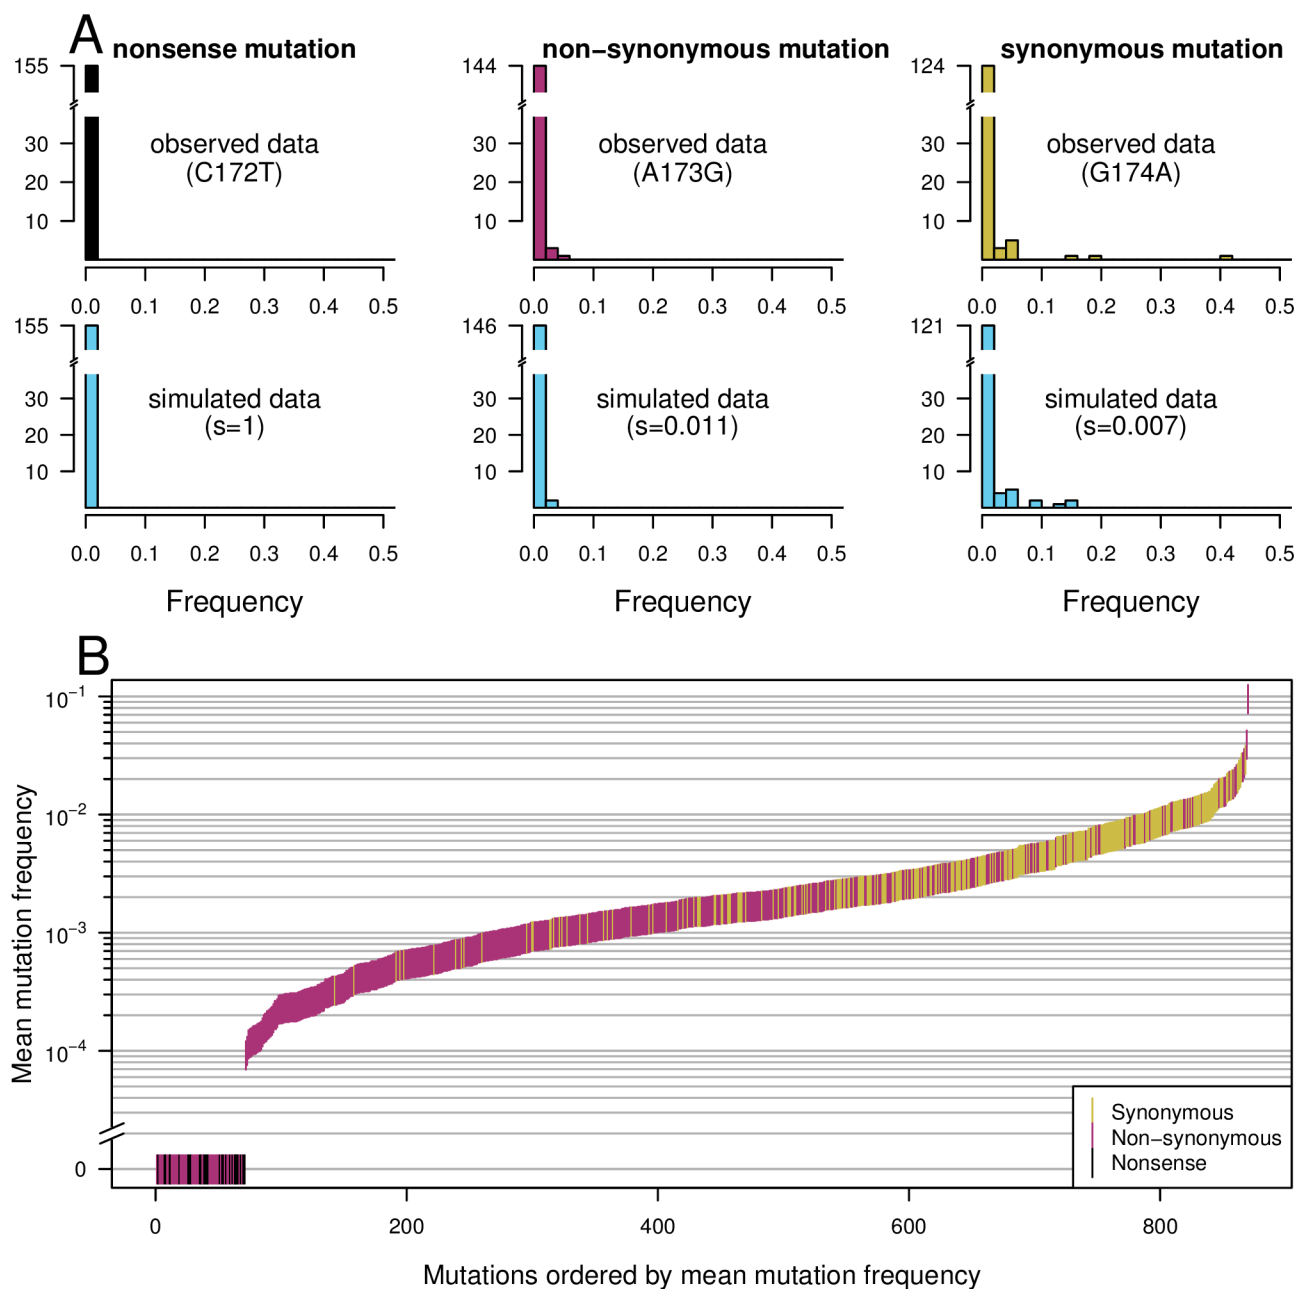 A
nonsense mutation
non−synonymous mutation
synonymous mutation
155
30
20
10
observed data
(C172T)
0.0 0.1 0.2 0.3 0.4 0.5
144
30
20
10
observed data
(A173G)
0.0 0.1 0.2 0.3 0.4 0.5
124
30
20
10
observed data
(G174A)
0.0 0.1 0.2 0.3 0.4 0.5
155
30
20
10
simulated data
(s=1)
0.0 0.1 0.2 0.3 0.4 0.5
Frequency
146
30
20
10
simulated data
(s=0.011)
0.0 0.1 0.2 0.3 0.4 0.5
Frequency
121
30
20
10
simulated data
(s=0.007)
0.0 0.1 0.2 0.3 0.4 0.5
Frequency
B
Mean mutation frequency
10−1
10−2
10−3
10−4
0
Synonymous
Non−synonymous
Nonsense
0 200 400 600 800
Mutations ordered by mean mutation frequency